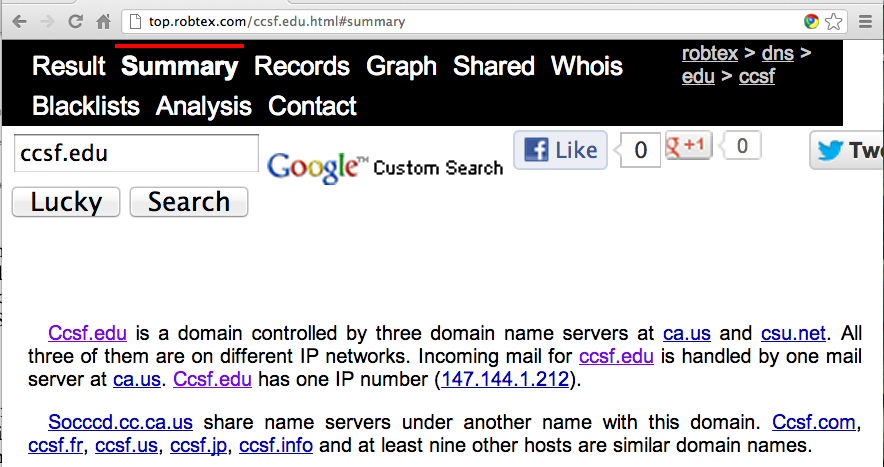 top.robtex.com/ccsf.edu.html#summary
Result Summary Records Graph Shared Whois
Blacklists Analysis Contact
robtex > dns >
edu > ccsf
ccsf.edu
Google™ Custom Search
Like 0
g +1 0
Twe
Lucky Search
Ccsf.edu is a domain controlled by three domain name servers at ca.us and csu.net. All
three of them are on different IP networks. Incoming mail for ccsf.edu is handled by one mail
server at ca.us. Ccsf.edu has one IP number (147.144.1.212).
Socccd.cc.ca.us share name servers under another name with this domain. Ccsf.com,
ccsf.fr, ccsf.us, ccsf.jp, ccsf.info and at least nine other hosts are similar domain names.